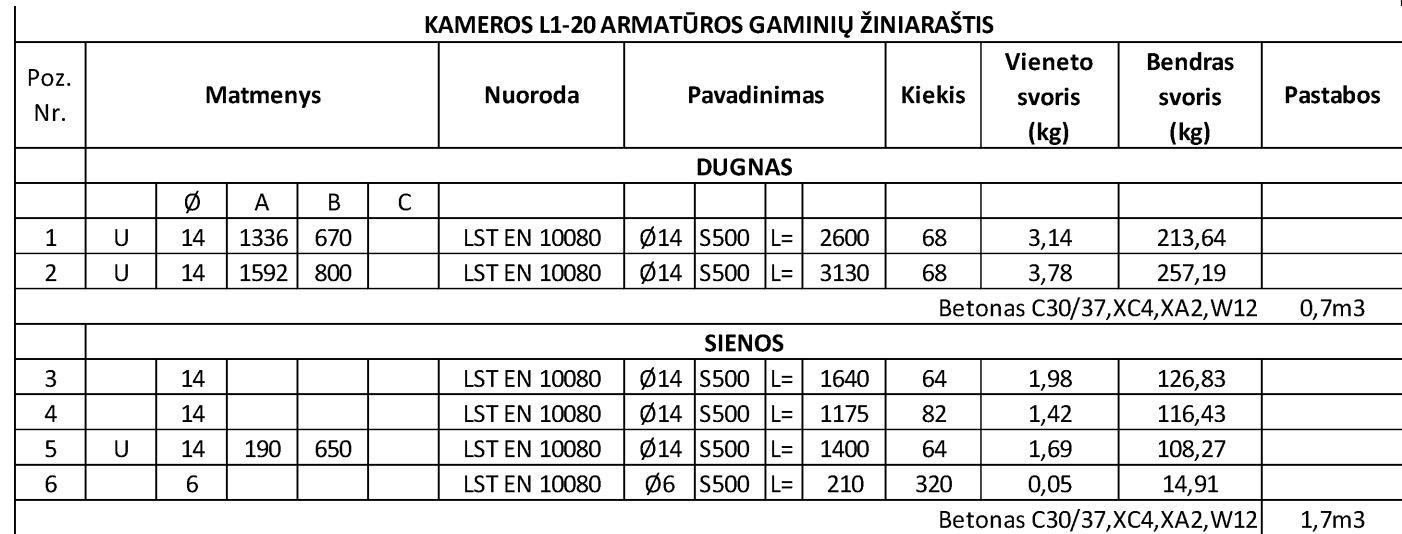 KAMEROS L1-20 ARMATŪROS GAMINIŲ ŽINIARAŠTIS
Poz. Nr. Matmenys Nuoroda Pavadinimas Kiekis Vieneto svoris (kg) Bendras svoris (kg) Pastabos
DUGNAS
Ø A B C
1 U 14 1336 670 LST EN 10080 Ø14 S500 L= 2600 68 3,14 213,64
2 U 14 1592 800 LST EN 10080 Ø14 S500 L= 3130 68 3,78 257,19
Betonas C30/37,XC4,XA2,W12 0,7m3
SIENOS
3 14 LST EN 10080 Ø14 S500 L= 1640 64 1,98 126,83
4 14 LST EN 10080 Ø14 S500 L= 1175 82 1,42 116,43
5 U 14 190 650 LST EN 10080 Ø14 S500 L= 1400 64 1,69 108,27
6 6 LST EN 10080 Ø6 S500 L= 210 320 0,05 14,91
Betonas C30/37,XC4,XA2,W12 1,7m3